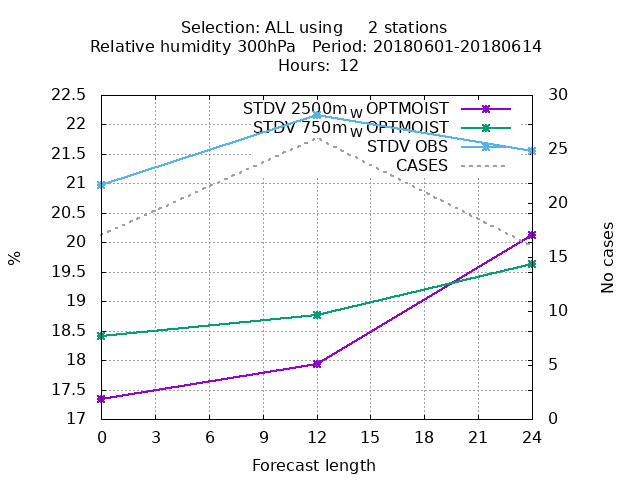 Selection: ALL using     2 stations
Relative humidity 300hPa   Period: 20180601-20180614
Hours: 12
STDV 2500m_W OPTMOIST
STDV 750m_W OPTMOIST
STDV OBS
CASES
22.5
22
21.5
21
20.5
20
19.5
19
18.5
18
17.5
17
%
30
25
20
15
10
5
0
No cases
0 3 6 9 12 15 18 21 24
Forecast length